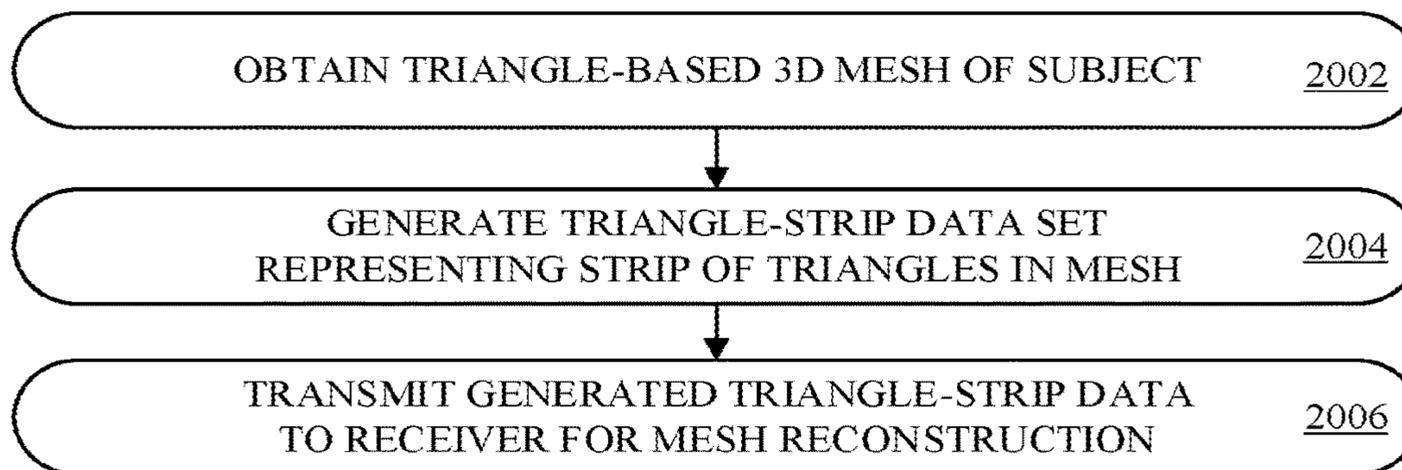 OBTAIN TRIANGLE-BASED 3D MESH OF SUBJECT 2002
GENERATE TRIANGLE-STRIP DATA SET
REPRESENTING STRIP OF TRIANGLES IN MESH 2004
TRANSMIT GENERATED TRIANGLE-STRIP DATA
TO RECEIVER FOR MESH RECONSTRUCTION 2006